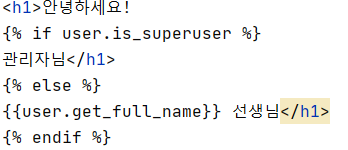 <h1>안녕하세요!
{% if user.is_superuser %}
관리자님</h1>
{% else %}
{{user.get_full_name}} 선생님</h1>
{% endif %}